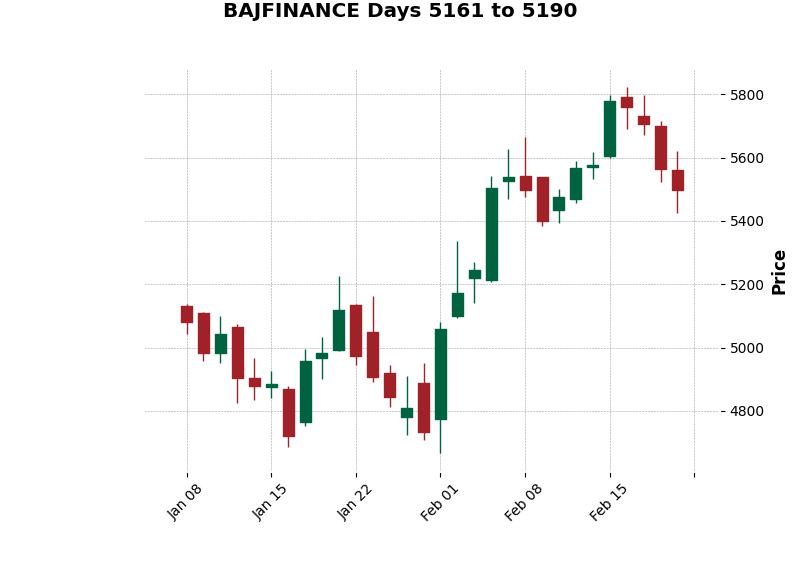 BAJFINANCE Days 5161 to 5190
5800
5600
5400
5200
5000
4800
Price
Jan 08
Jan 15
Jan 22
Feb 01
Feb 08
Feb 15